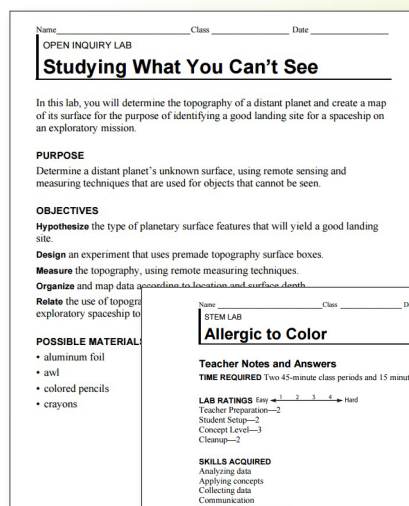 Name Class Date
OPEN INQUIRY LAB
Studying What You Can’t See
In this lab, you will determine the topography of a distant planet and create a map
of its surface for the purpose of identifying a good landing site for a spaceship on
an exploratory mission.
PURPOSE
Determine a distant planet’s unknown surface, using remote sensing and
measuring techniques that are used for objects that cannot be seen.
OBJECTIVES
Hypothesize the type of planetary surface features that will yield a good landing
site.
Design an experiment that uses premade topography surface boxes.
Measure the topography, using remote measuring techniques.
Organize and map data according to location and surface depth.
Relate the use of
exploratory spaceship to
POSSIBLE
• aluminum foil
• awl
• colored pencils
• crayons
Name Class
STEM LAB
Allergic to Color
Teacher Notes and Answers
TIME REQUIRED Two 45-minute class periods and 15
LAB RATINGS Easy 1 2 3 4 Hard
Teacher Preparation—2
Student Setup—2
Concept Level—3
Cleanup—2
SKILLS ACQUIRED
Analyzing data
Applying concepts
Collecting data
Communication